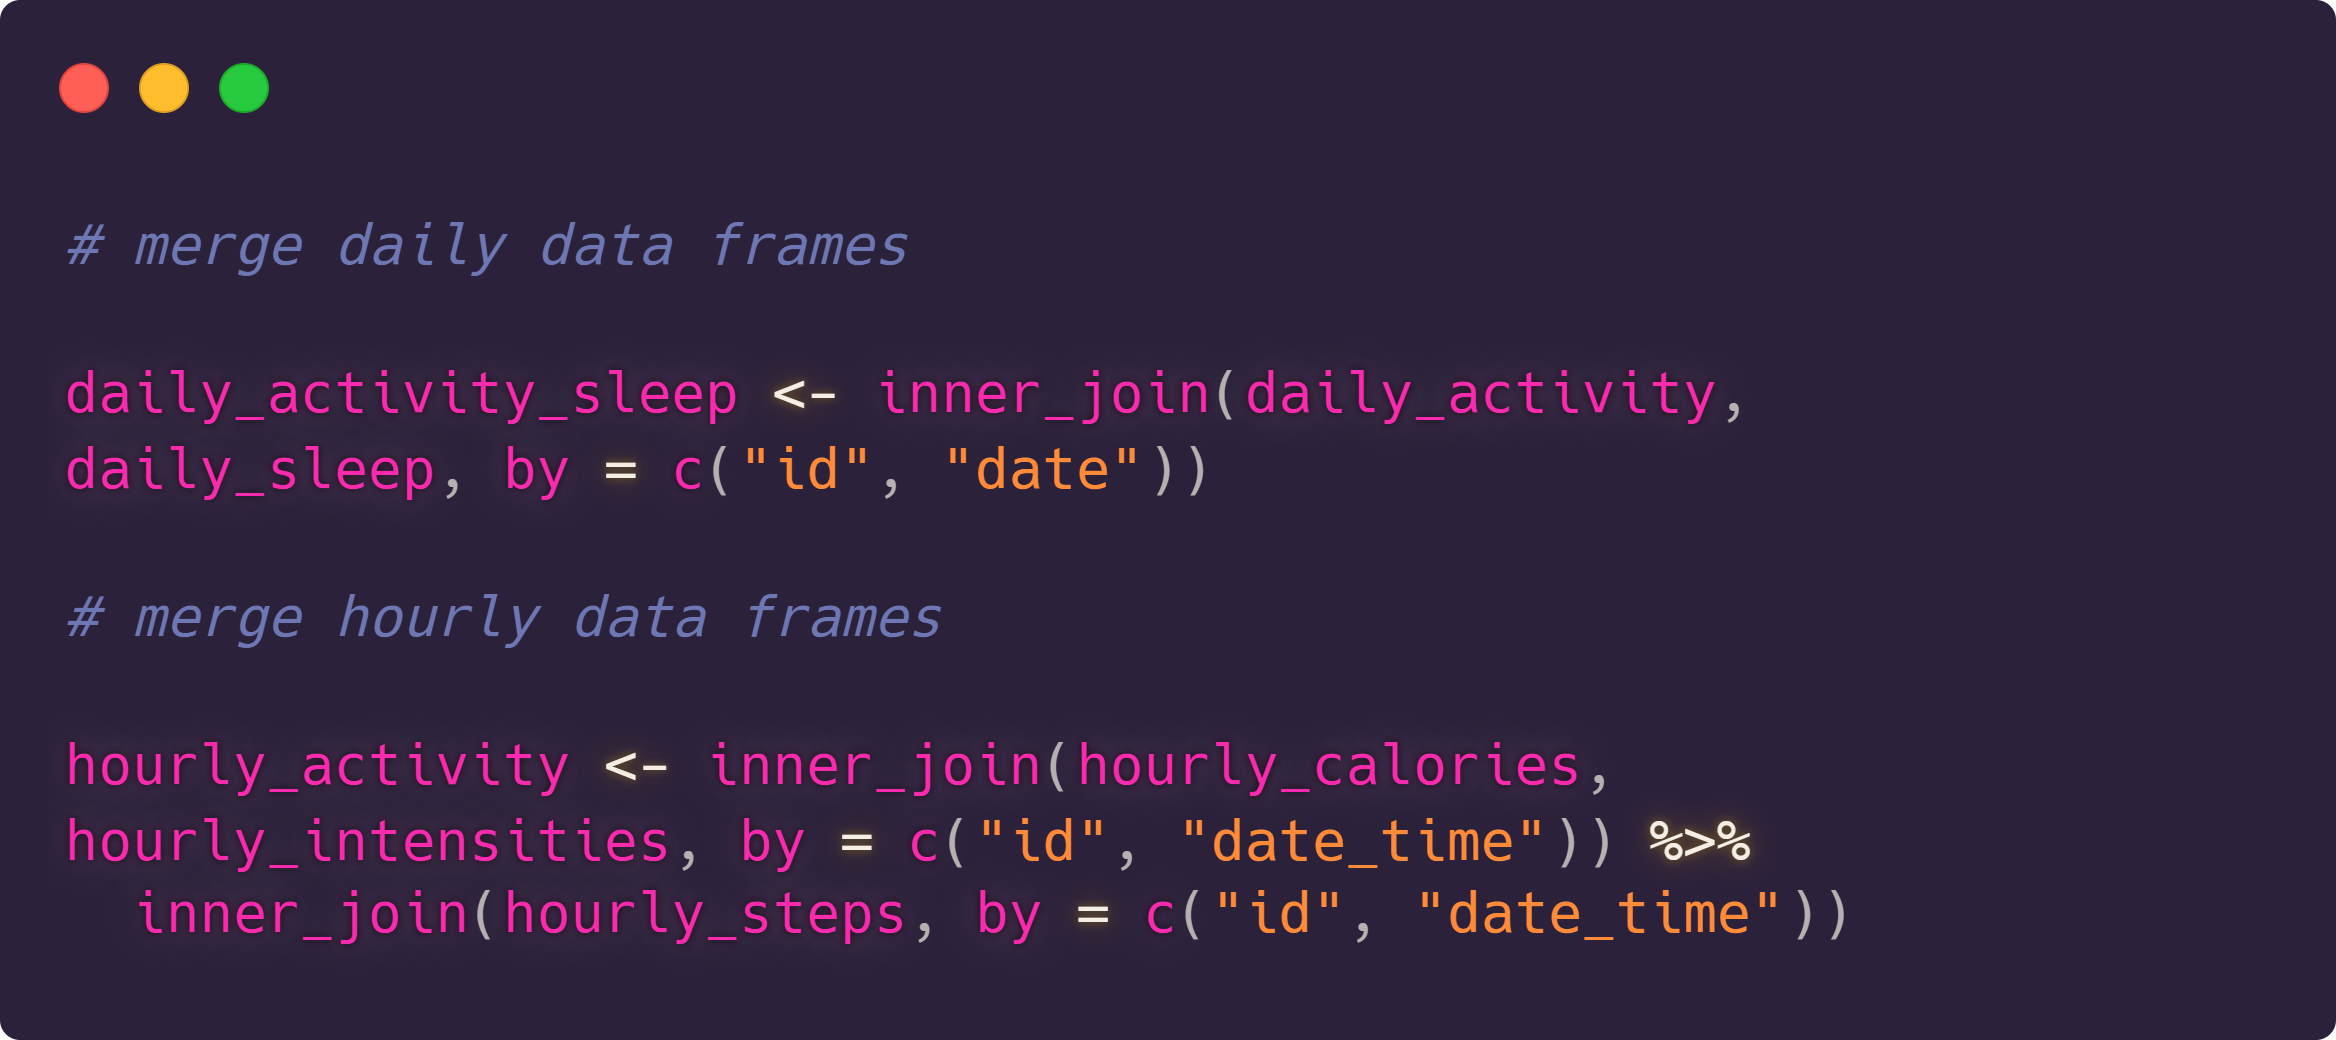 # merge daily data frames
daily_activity_sleep <- inner_join(daily_activity,
daily_sleep, by = c("id", "date"))
# merge hourly data frames
hourly_activity <- inner_join(hourly_calories,
hourly_intensities, by = c("id", "date_time")) %>%
  inner_join(hourly_steps, by = c("id", "date_time"))